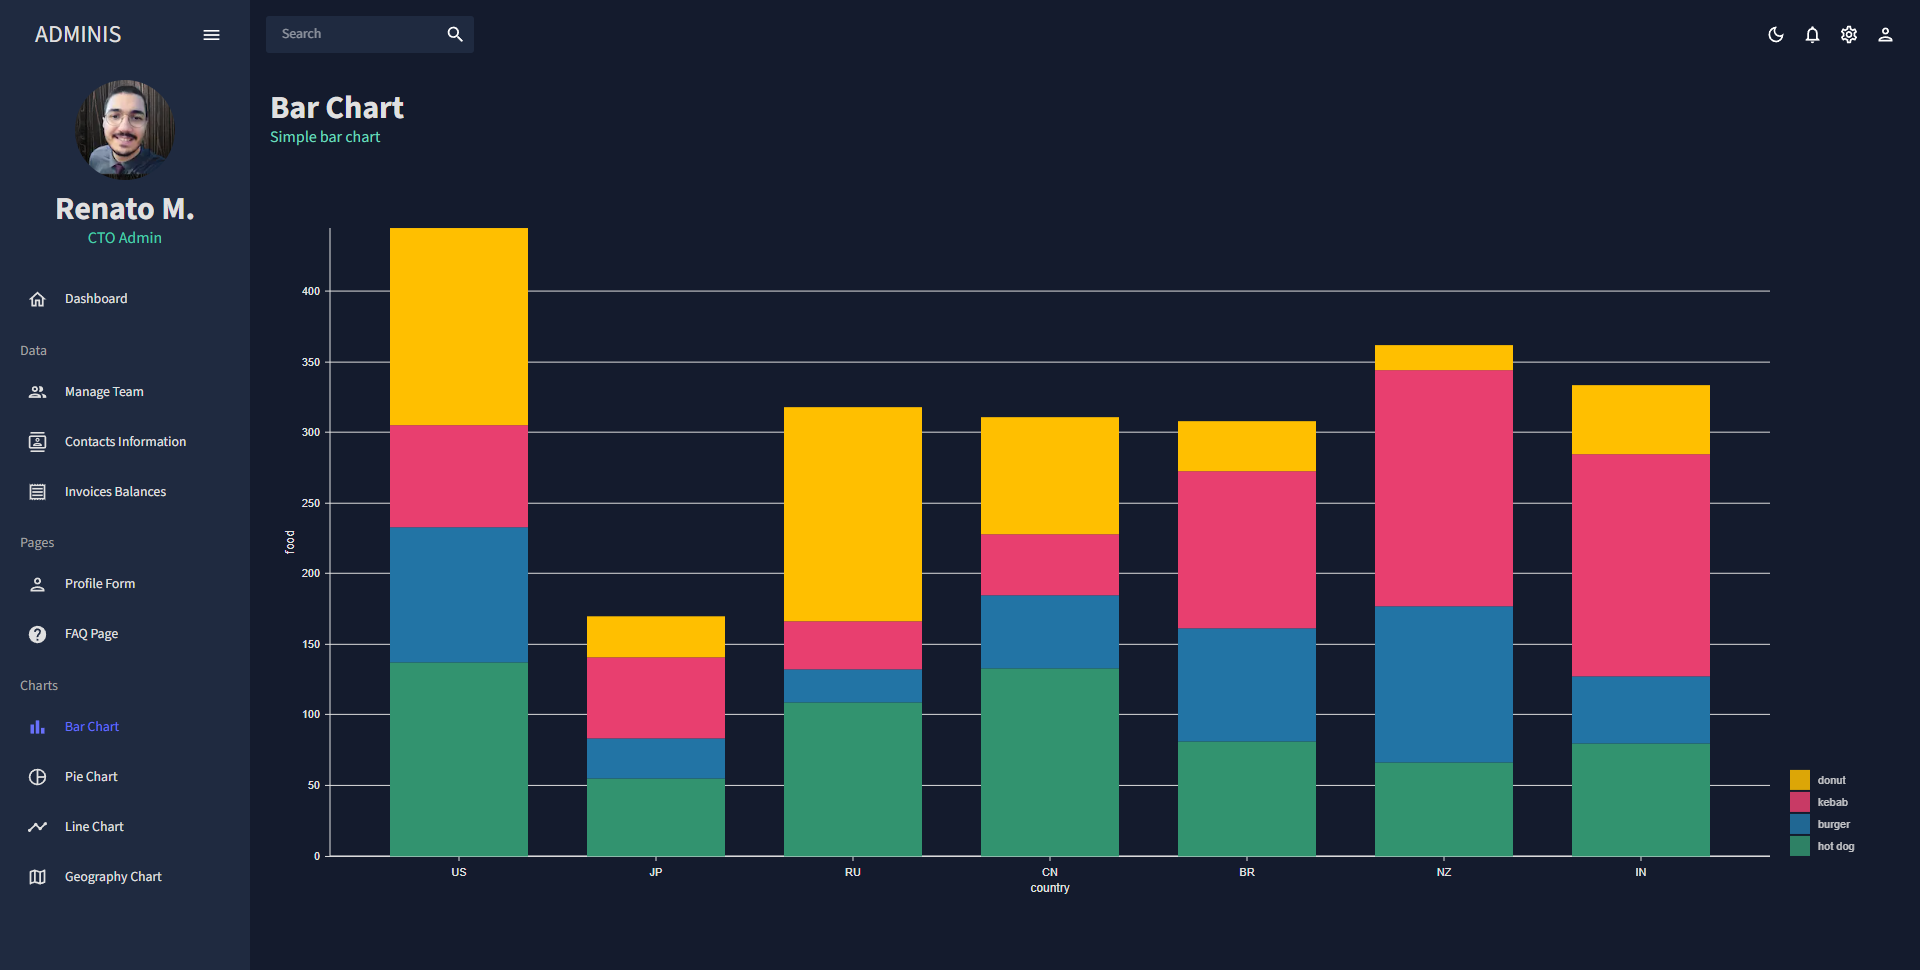 ADMINIS
Search
Renato M.
CTO Admin
Dashboard
Data
Manage Team
Contacts Information
Invoices Balances
Pages
Profile Form
FAQ Page
Charts
Bar Chart
Pie Chart
Line Chart
Geography Chart
Bar Chart
Simple bar chart
400
350
300
250
200
150
100
50
0
food
US
JP
RU
CN
BR
NZ
IN
country
donut
kebab
burger
hot dog